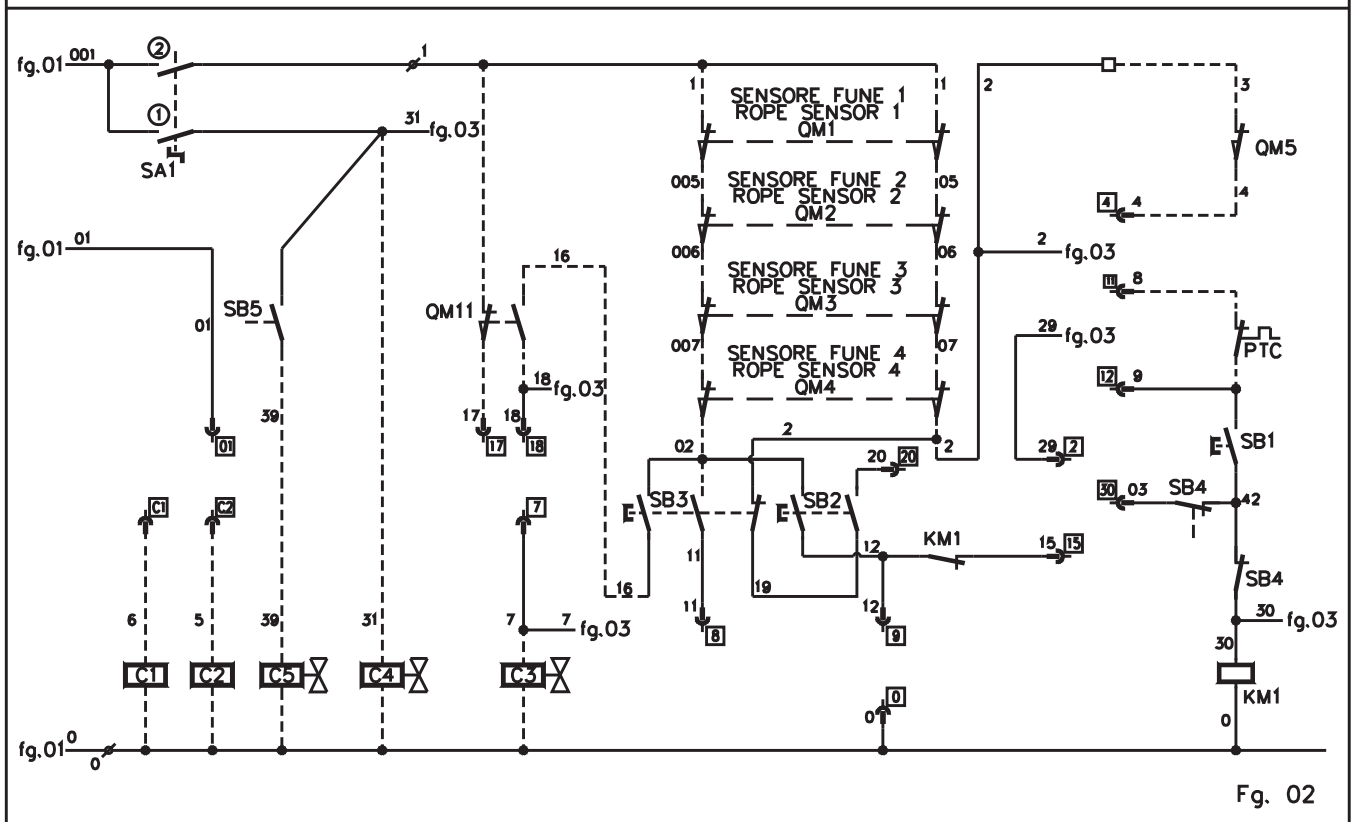 fg.01 001
2
1
1
1
2
3
SENSORE FUNE 1
ROPE SENSOR 1
QM1
1
31
fg.03
SA1
QM5
005
SENSORE FUNE 2
ROPE SENSOR 2
QM2
05
4
4
4
fg.01 01
006
06
2
fg.03
16
SENSORE FUNE 3
ROPE SENSOR 3
QM3
11
8
SB5
QM11
01
29
fg.03
PTC
007
SENSORE FUNE 4
ROPE SENSOR 4
QM4
07
18
fg.03
12
9
39
17
18
2
01
17
18
02
2
20
20
29
2
SB1
C1
C2
7
SB3
SB2
30
03
SB4
42
11
12
KM1
15
15
16
19
SB4
6
5
39
31
7
7
fg.03
11
8
12
9
30
fg.03
30
C1
C2
C5
C4
C3
0
0
KM1
0
fg.01 0
0
Fg. 02